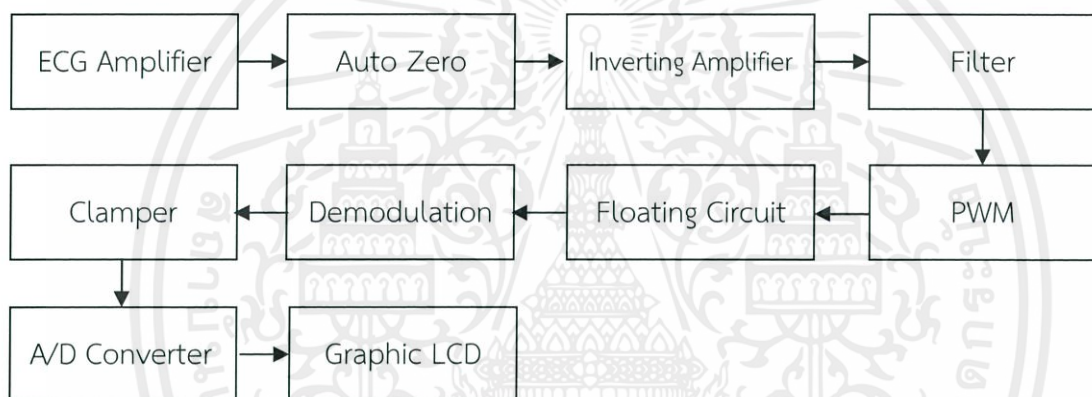 ECG Amplifier
Auto Zero
Inverting Amplifier
Filter
PWM
Floating Circuit
Demodulation
Clamper
A/D Converter
Graphic LCD